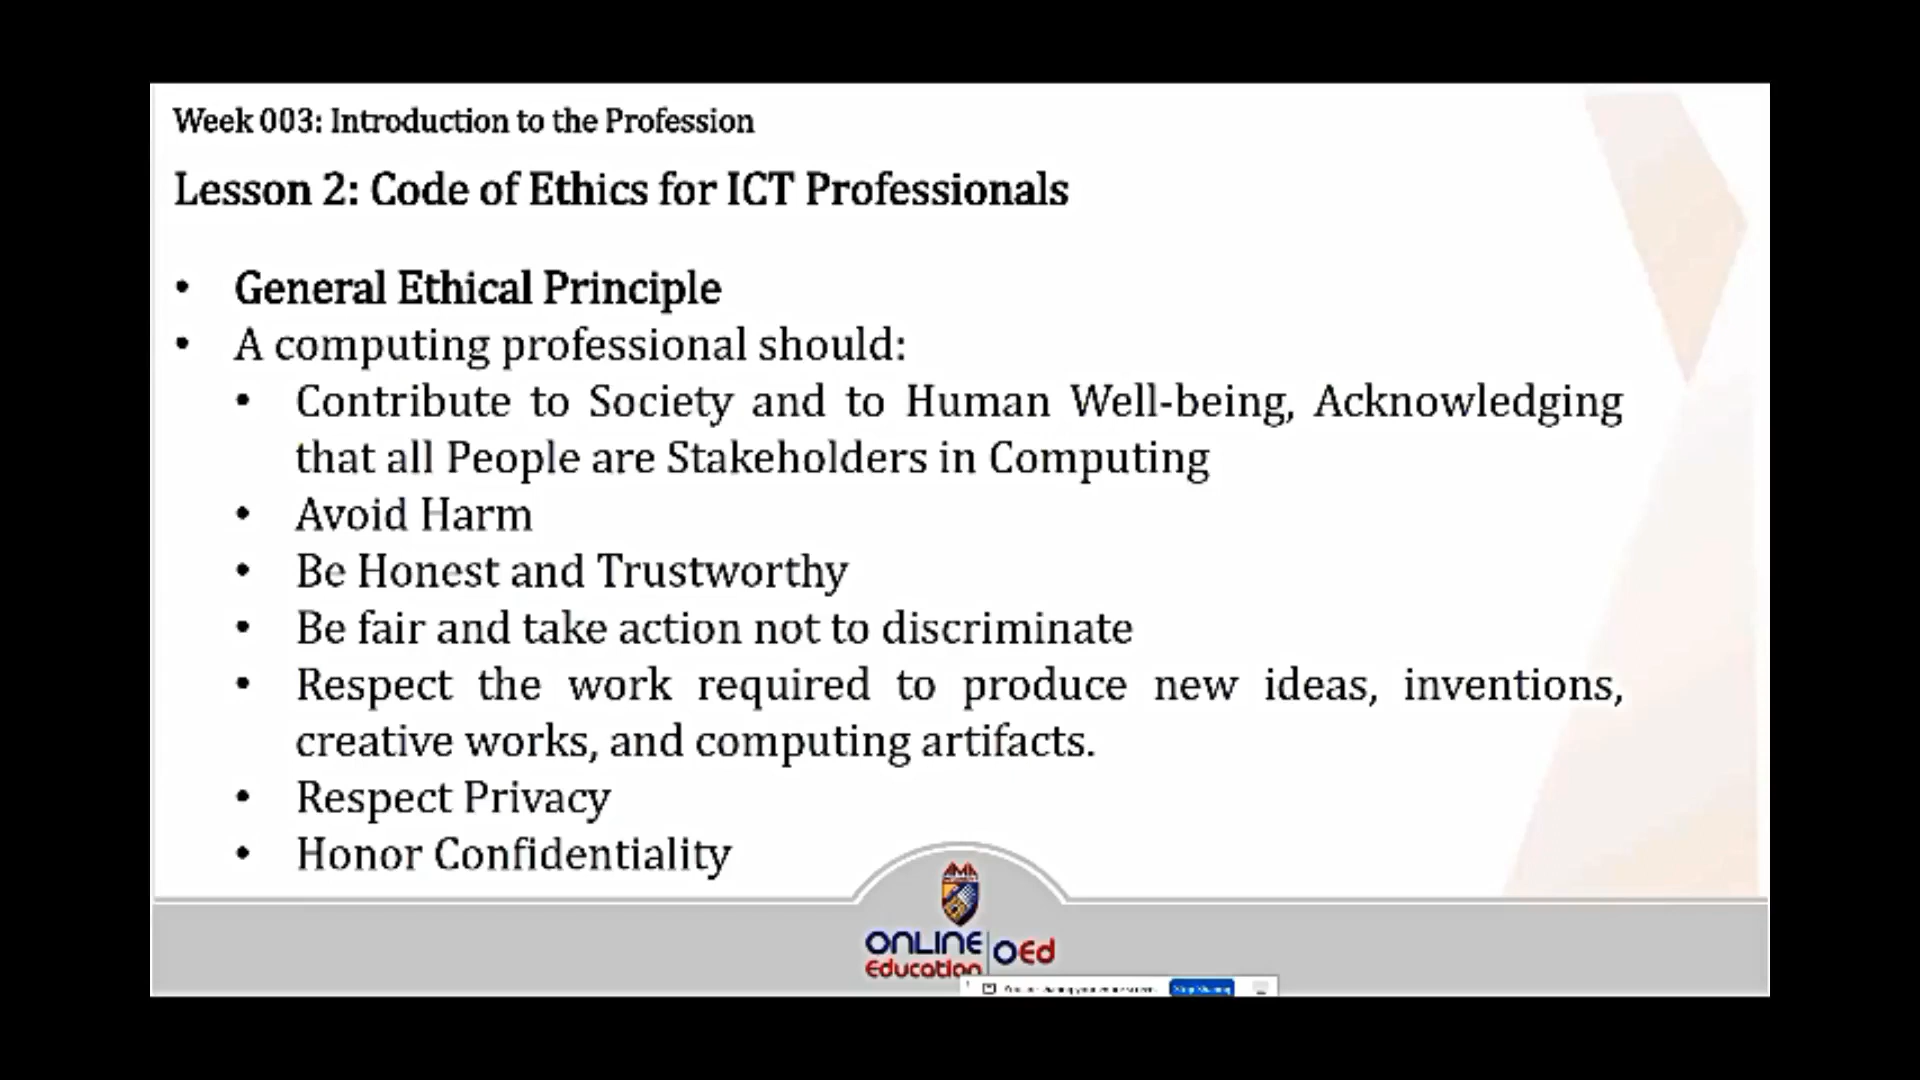 Week 003: Introduction to the Profession
Lesson 2: Code of Ethics for ICT Professionals
• General Ethical Principle
• A computing professional should:
• Contribute to Society and to Human Well-being, Acknowledging
that all People are Stakeholders in Computing
• Avoid Harm
• Be Honest and Trustworthy
• Be fair and take action not to discriminate
• Respect the work required to produce new ideas, inventions,
creative works, and computing artifacts.
• Respect Privacy
• Honor Confidentiality
AMA
ONLINE
Education
OEd
Stop Sharing